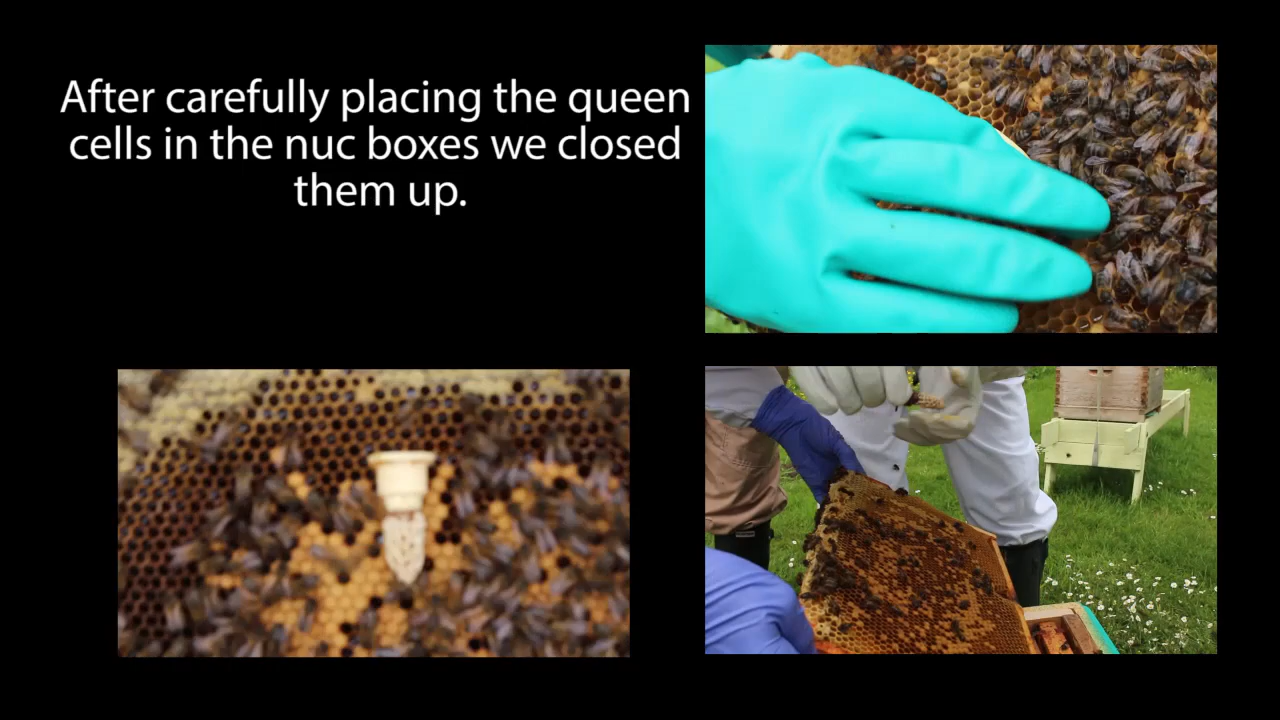 After carefully placing the queen
cells in the nuc boxes we closed
them up.